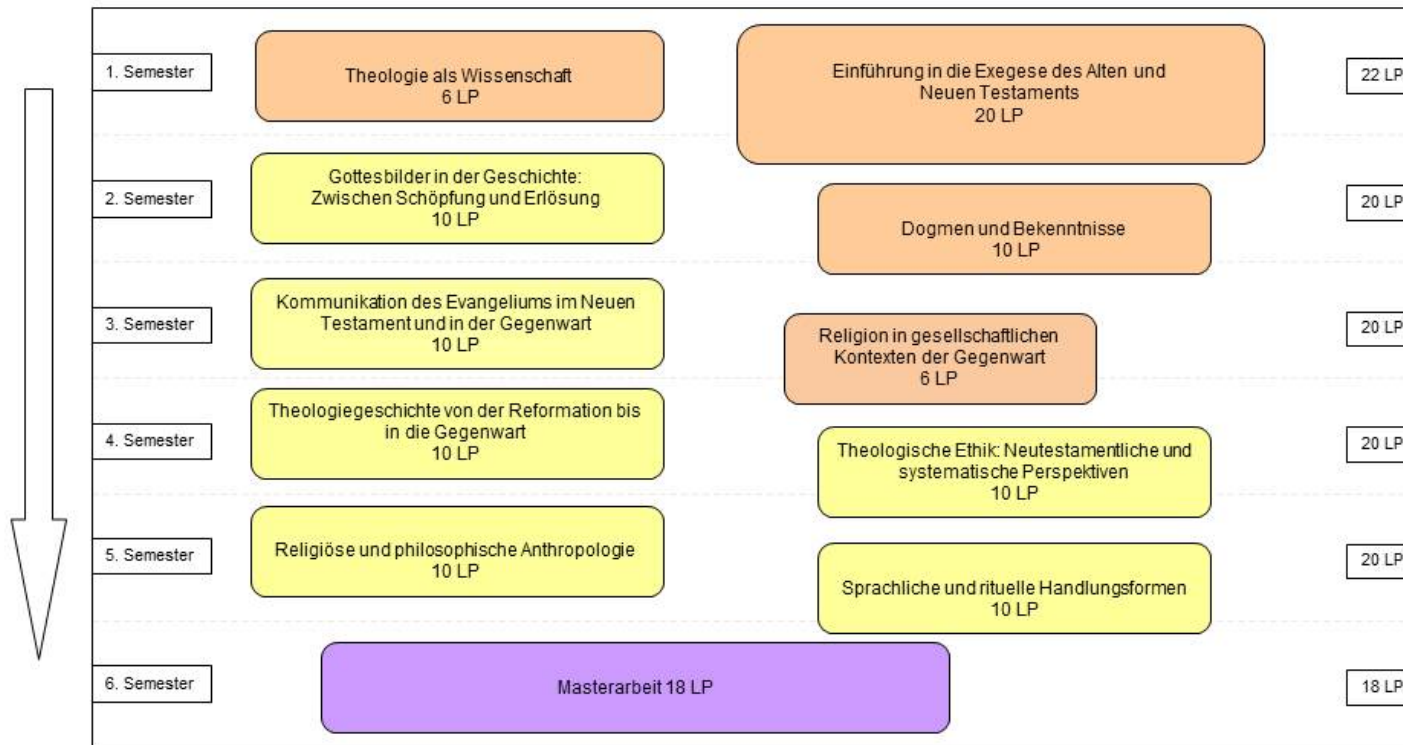 1. Semester
Theologie als Wissenschaft
6 LP
Einführung in die Exegese des Alten und
Neuen Testaments
20 LP
22 LP
2. Semester
Gottesbilder in der Geschichte:
Zwischen Schöpfung und Erlösung
10 LP
Dogmen und Bekenntnisse
10 LP
20 LP
3. Semester
Kommunikation des Evangeliums im Neuen
Testament und in der Gegenwart
10 LP
Religion in gesellschaftlichen
Kontexten der Gegenwart
6 LP
20 LP
4. Semester
Theologiegeschichte von der Reformation bis
in die Gegenwart
10 LP
Theologische Ethik: Neutestamentliche und
systematische Perspektiven
10 LP
20 LP
5. Semester
Religiöse und philosophische Anthropologie
10 LP
Sprachliche und rituelle Handlungsformen
10 LP
20 LP
6. Semester
Masterarbeit 18 LP
18 LP